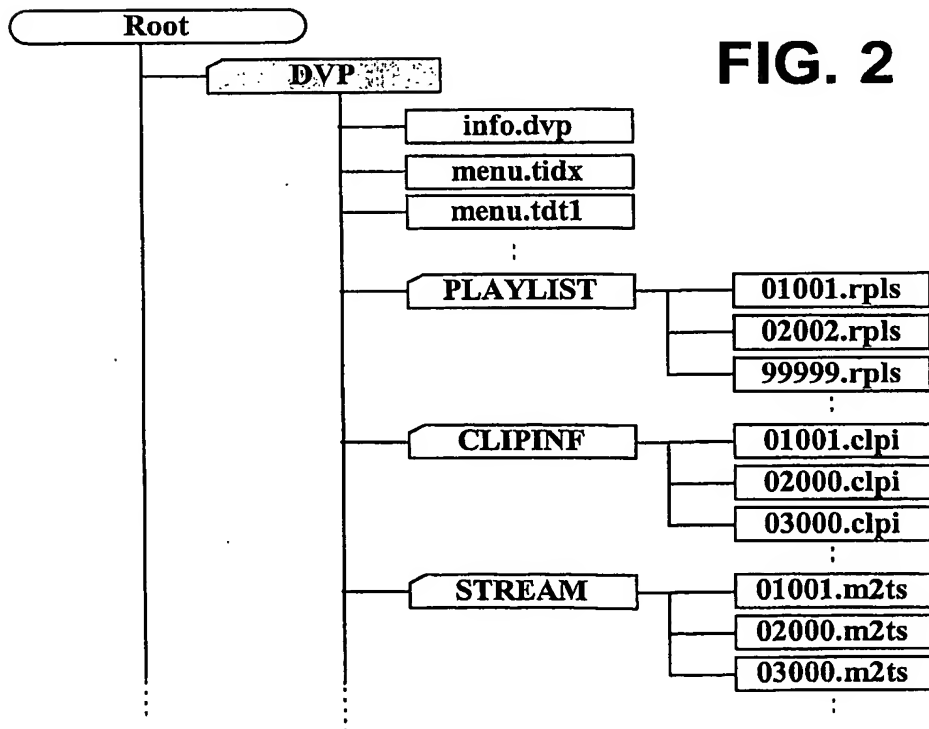 Root
FIG. 2
DVP
info.dvp
menu.tidx
menu.tdt1
PLAYLIST
01001.rpls
02002.rpls
99999.rpls
CLIPINF
01001.clpi
02000.clpi
03000.clpi
STREAM
01001.m2ts
02000.m2ts
03000.m2ts